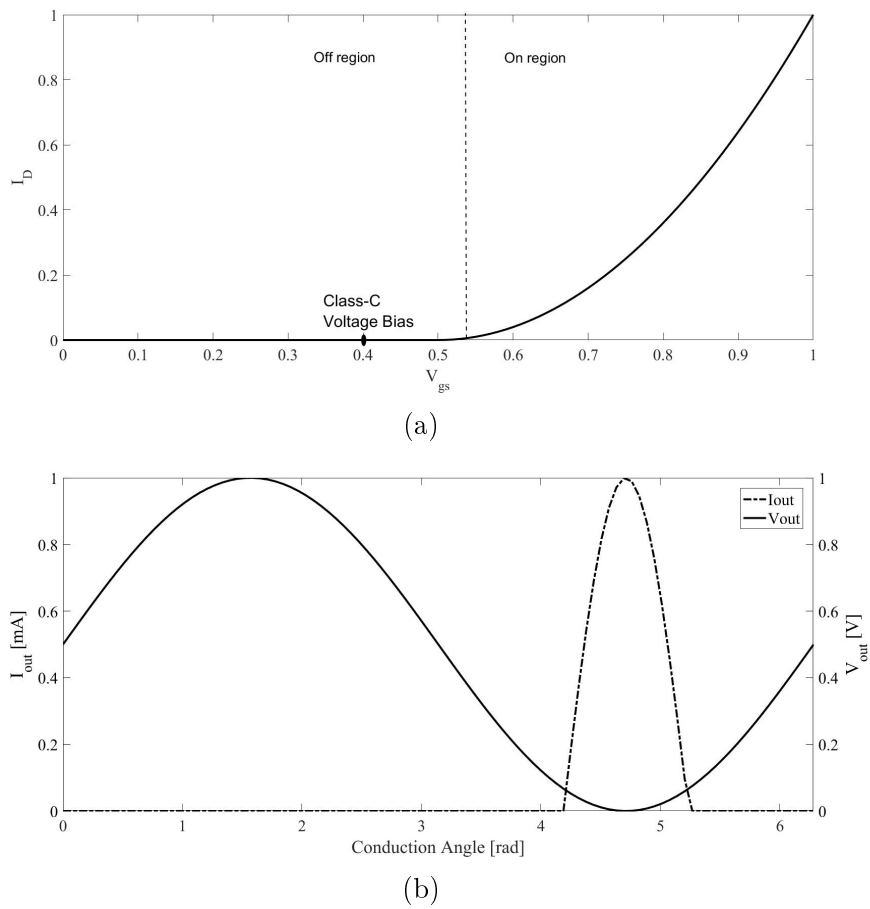 1
0.8
0.6
0.4
0.2
0
I_D
Off region
On region
Class-C
Voltage Bias
0 0.1 0.2 0.3 0.4 0.5 0.6 0.7 0.8 0.9 1
V_gs
(a)
1
0.8
0.6
0.4
0.2
0
I_out [mA]
Iout
Vout
1
0.8
0.6
0.4
0.2
0
V_out [V]
0 1 2 3 4 5 6
Conduction Angle [rad]
(b)